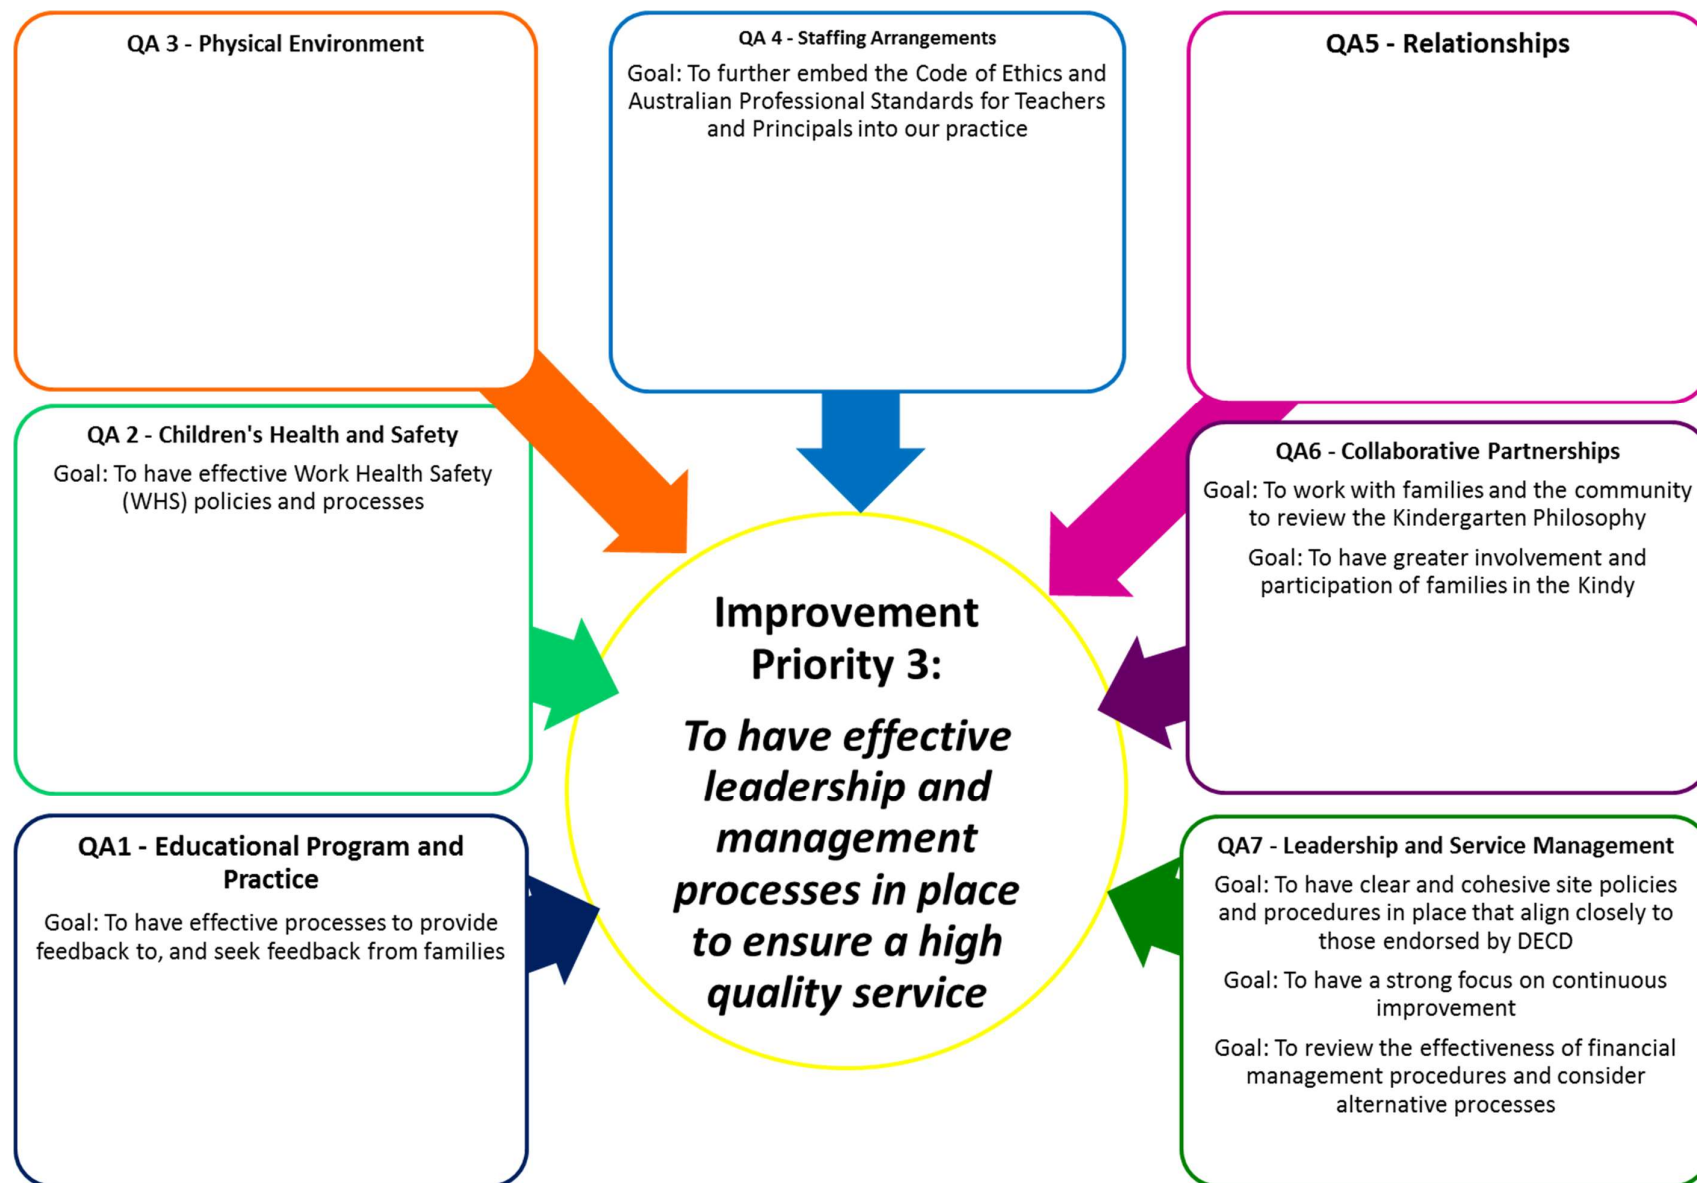 QA 3 - Physical Environment
QA 4 - Staffing Arrangements
Goal: To further embed the Code of Ethics and
Australian Professional Standards for Teachers
and Principals into our practice
QA5 - Relationships
QA 2 - Children's Health and Safety
Goal: To have effective Work Health Safety
(WHS) policies and processes
QA6 - Collaborative Partnerships
Goal: To work with families and the community
to review the Kindergarten Philosophy
Goal: To have greater involvement and
participation of families in the Kindy
Improvement
Priority 3:
To have effective
leadership and
management
processes in place
to ensure a high
quality service
QA1 - Educational Program and
Practice
Goal: To have effective processes to provide
feedback to, and seek feedback from families
QA7 - Leadership and Service Management
Goal: To have clear and cohesive site policies
and procedures in place that align closely to
those endorsed by DECD
Goal: To have a strong focus on continuous
improvement
Goal: To review the effectiveness of financial
management procedures and consider
alternative processes